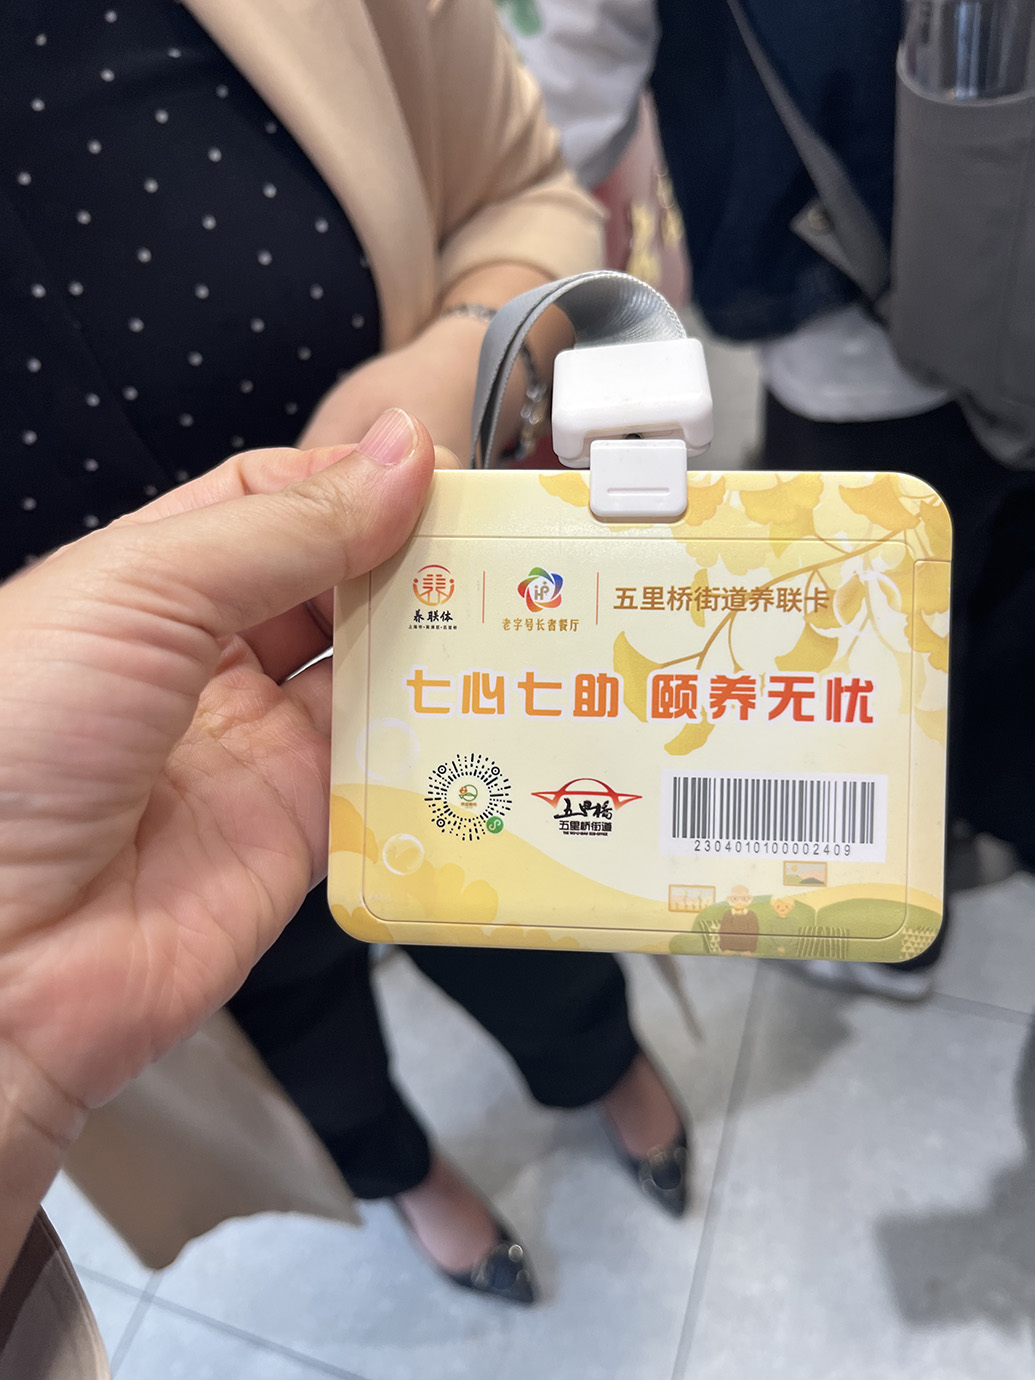 养联体
老字号长者餐厅
五里桥街道养联卡
七心七助 颐养无忧
五里橋
五里桥街道
2304010100002409